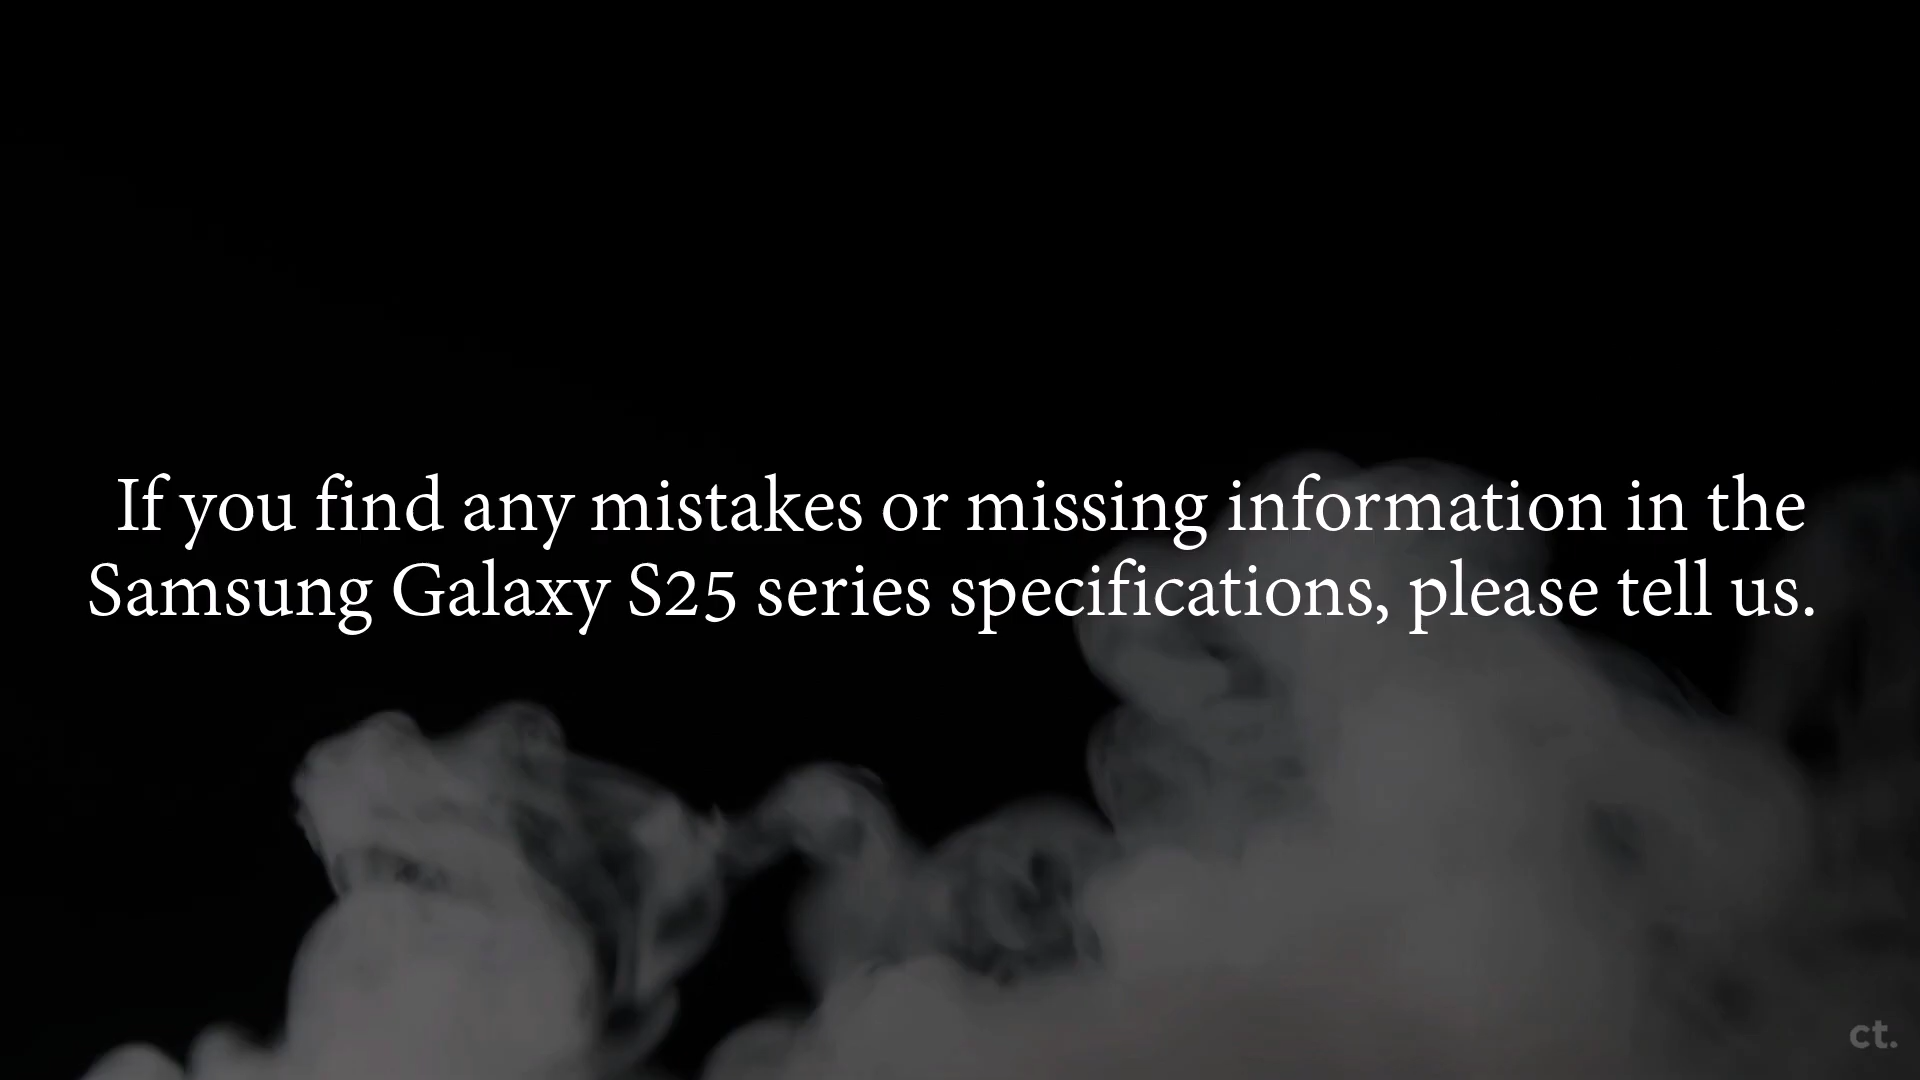 If you find any mistakes or missing information in the
Samsung Galaxy S25 series specifications, please tell us.
ct.